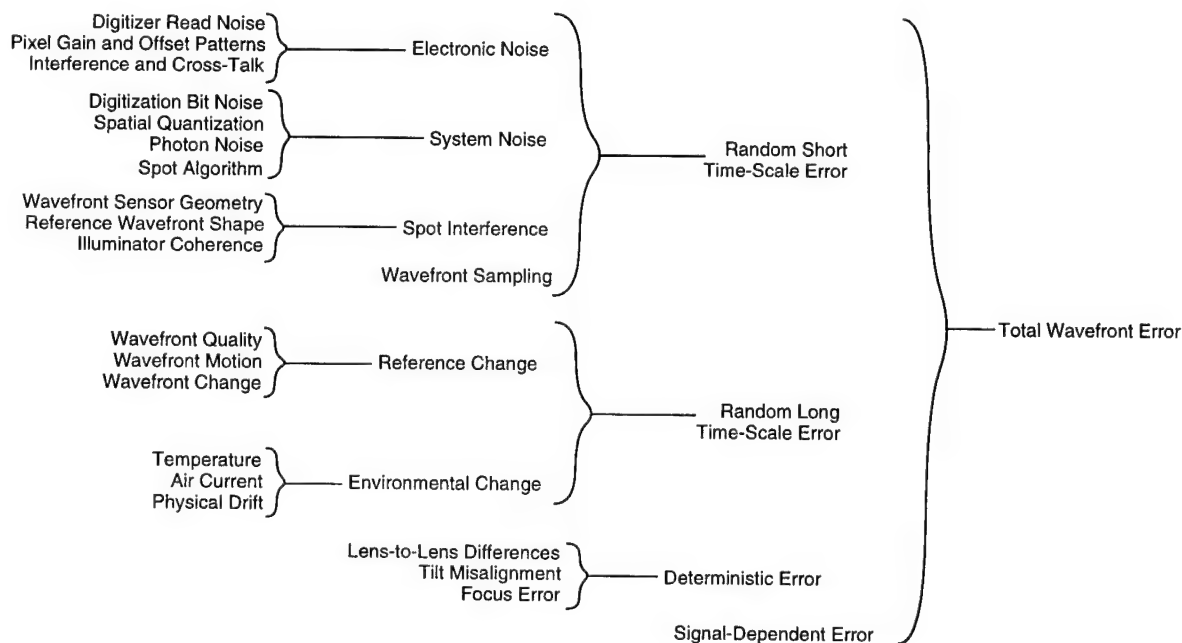 Digitizer Read Noise
Pixel Gain and Offset Patterns
Interference and Cross-Talk
Electronic Noise
Digitization Bit Noise
Spatial Quantization
Photon Noise
Spot Algorithm
System Noise
Random Short
Time-Scale Error
Wavefront Sensor Geometry
Reference Wavefront Shape
Illuminator Coherence
Spot Interference
Wavefront Sampling
Total Wavefront Error
Wavefront Quality
Wavefront Motion
Wavefront Change
Reference Change
Random Long
Time-Scale Error
Temperature
Air Current
Physical Drift
Environmental Change
Lens-to-Lens Differences
Tilt Misalignment
Focus Error
Deterministic Error
Signal-Dependent Error